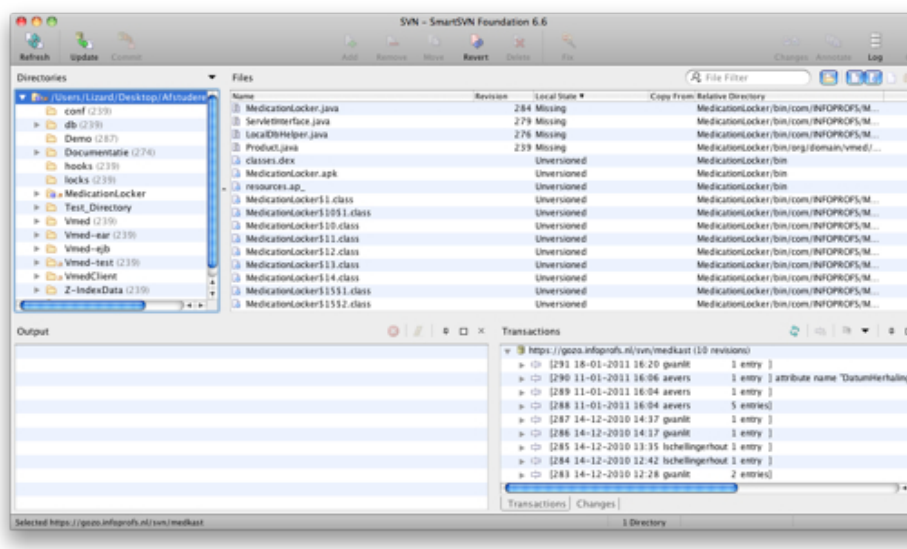 SVN – SmartSVN Foundation 6.6
Refresh Update Commit Add Remove Move Revert Delete Fix Changes Annotate Log
Directories
/Users/Lizard/Desktop/Afstudere
conf (239)
db (239)
Demo (287)
Documentatie (274)
hooks (239)
locks (239)
MedicationLocker
Test_Directory
Vmed (239)
Vmed-ear (239)
Vmed-ejb
Vmed-test (239)
VmedClient
Z-IndexData (239)
Files
File Filter
Name Revision Local State Copy From Relative Directory
MedicationLocker.java 284 Missing MedicationLocker/bin/com/INFOPROFS/M...
ServletInterface.java 279 Missing MedicationLocker/bin/com/INFOPROFS/M...
LocalDbHelper.java 276 Missing MedicationLocker/bin/com/INFOPROFS/M...
Product.java 239 Missing MedicationLocker/bin/org/domain/vmed/...
classes.dex Unversioned MedicationLocker/bin
MedicationLocker.apk Unversioned MedicationLocker/bin
resources.ap_ Unversioned MedicationLocker/bin
MedicationLocker$1.class Unversioned MedicationLocker/bin/com/INFOPROFS/M...
MedicationLocker$10$1.class Unversioned MedicationLocker/bin/com/INFOPROFS/M...
MedicationLocker$10.class Unversioned MedicationLocker/bin/com/INFOPROFS/M...
MedicationLocker$11.class Unversioned MedicationLocker/bin/com/INFOPROFS/M...
MedicationLocker$12.class Unversioned MedicationLocker/bin/com/INFOPROFS/M...
MedicationLocker$13.class Unversioned MedicationLocker/bin/com/INFOPROFS/M...
MedicationLocker$14.class Unversioned MedicationLocker/bin/com/INFOPROFS/M...
MedicationLocker$15$1.class Unversioned MedicationLocker/bin/com/INFOPROFS/M...
MedicationLocker$15$2.class Unversioned MedicationLocker/bin/com/INFOPROFS/M...
Output
Transactions
https://gozo.infoprofs.nl/svn/medkast (10 revisions)
[291 18-01-2011 16:20 gvanlit 1 entry ]
[290 11-01-2011 16:06 aevers 1 entry ] attribute name "DatumHerhaling
[289 11-01-2011 16:04 aevers 1 entry ]
[288 11-01-2011 16:04 aevers 5 entries]
[287 14-12-2010 14:37 gvanlit 1 entry ]
[286 14-12-2010 14:17 gvanlit 1 entry ]
[285 14-12-2010 13:35 lschellingerhout 1 entry ]
[284 14-12-2010 12:42 lschellingerhout 1 entry ]
[283 14-12-2010 12:28 gvanlit 2 entries]
Transactions Changes
Selected https://gozo.infoprofs.nl/svn/medkast 1 Directory